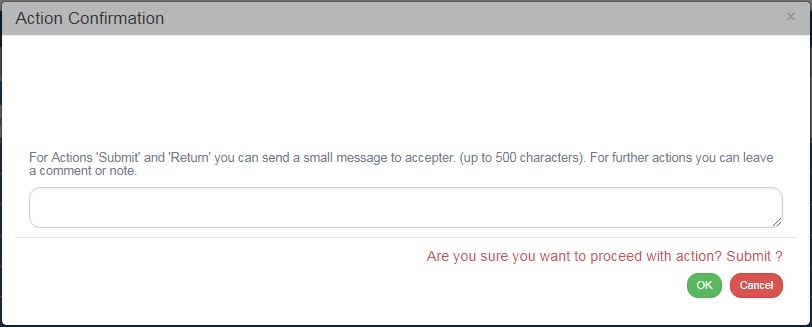 Action Confirmation
×
For Actions 'Submit' and 'Return' you can send a small message to accepter. (up to 500 characters). For further actions you can leave
a comment or note.
Are you sure you want to proceed with action? Submit ?
OK Cancel